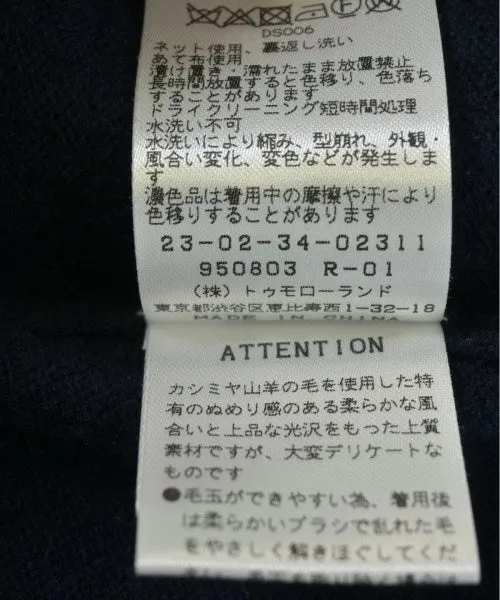 DS006
ネット使用、裏返し洗い
あて布使用
漬け置き・濡れたまま放置禁止
長時間放置すると色移り、色落ち
することがあります
ドライクリーニング短時間処理
水洗い不可
水洗いにより縮み、型崩れ、外観・
風合い変化、変色などが発生しま
す
濃色品は着用中の摩擦や汗により
色移りすることがあります
23-02-34-02311
950803 R-01
(株)トゥモローランド
東京都渋谷区恵比寿西1-32-18
MADE IN CHINA
ATTENTION
カシミヤ山羊の毛を使用した特
有のぬめり感のある柔らかな風
合いと上品な光沢をもった上質
素材ですが、大変デリケートな
ものです
●毛玉ができやすい為、着用後
は柔らかいブラシで乱れた毛
をやさしく解きほぐしてくだ